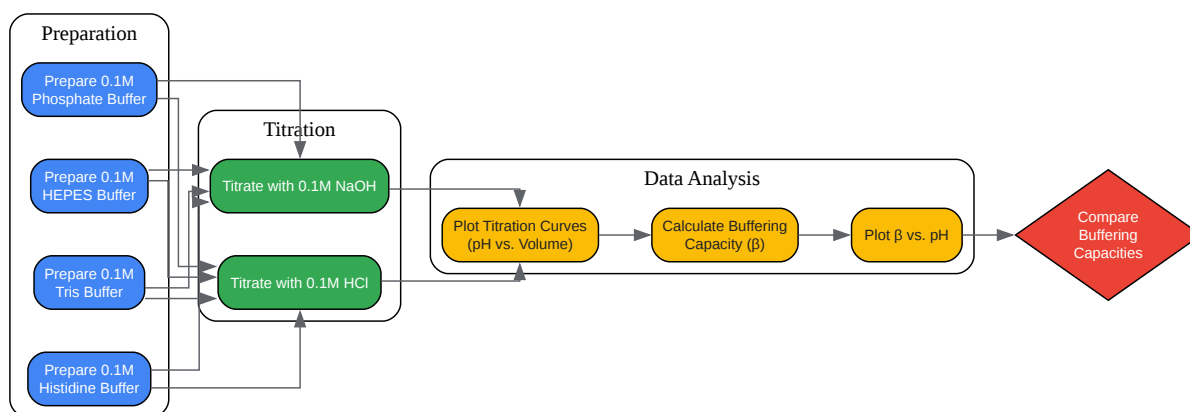 Preparation
Prepare 0.1M
Phosphate Buffer
Prepare 0.1M
HEPES Buffer
Prepare 0.1M
Tris Buffer
Prepare 0.1M
Histidine Buffer
Titration
Titrate with 0.1M NaOH
Titrate with 0.1M HCl
Data Analysis
Plot Titration Curves
(pH vs. Volume)
Calculate Buffering
Capacity (β)
Plot β vs. pH
Compare
Buffering
Capacities